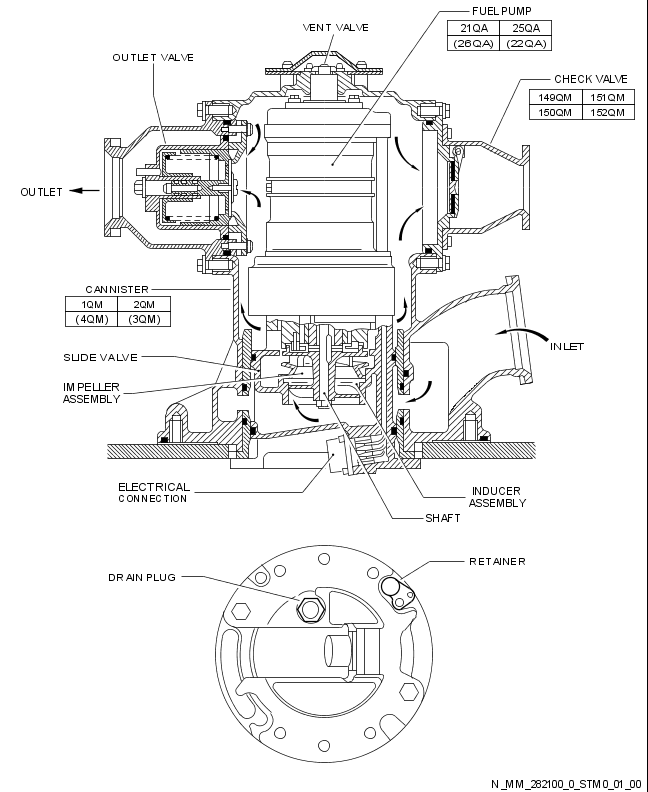 FUEL PUMP
21QA 25QA
(26QA) (22QA)
VENT VALVE
OUTLET VALVE
CHECK VALVE
149QM 151QM
150QM 152QM
OUTLET
CANNISTER
1QM 2QM
(4QM) (3QM)
INLET
SLIDE VALVE
IMPELLER
ASSEMBLY
ELECTRICAL
CONNECTION
INDUCER
ASSEMBLY
SHAFT
DRAIN PLUG
RETAINER
N_MM_282100_0_STM0_01_00